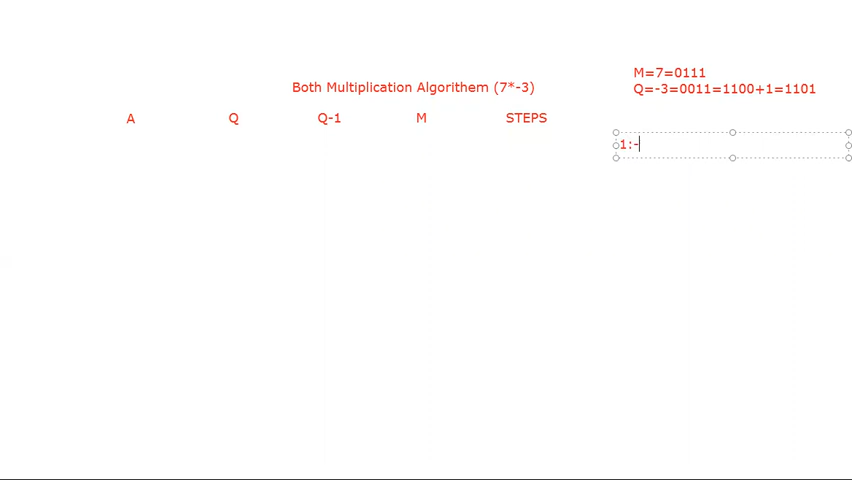 M=7=0111
Both Multiplication Algorithem (7*-3)
Q=-3=0011=1100+1=1101
A Q Q-1 M STEPS
1:-